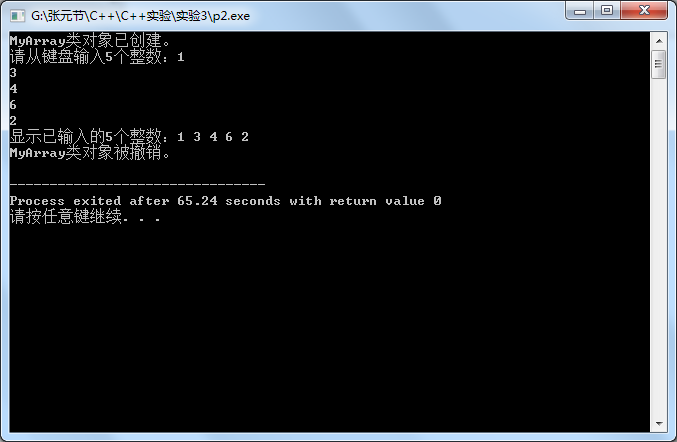 G:\张元节\C++\C++实验\实验3\p2.exe
MyArray类对象已创建。
请从键盘输入5个整数：1
3
4
6
2
显示已输入的5个整数：1 3 4 6 2
MyArray类对象被撤销。
--------------------------------
Process exited after 65.24 seconds with return value 0
请按任意键继续. . .